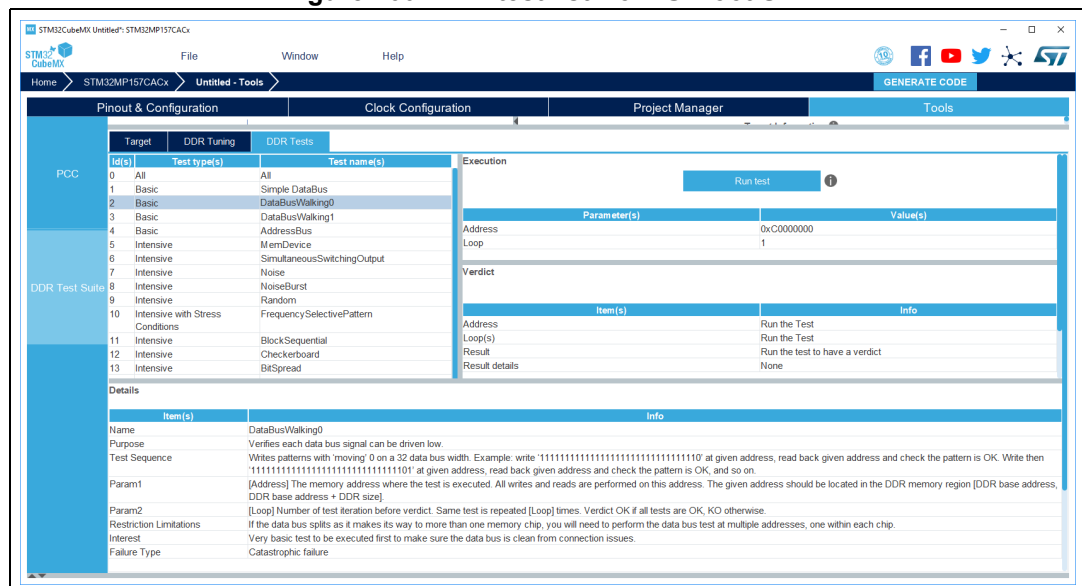 STM32CubeMX Untitled*: STM32MP157CACx
STM32 CubeMX
File Window Help
Home STM32MP157CACx Untitled - Tools GENERATE CODE
Pinout & Configuration Clock Configuration Project Manager Tools
Target DDR Tuning DDR Tests
PCC
DDR Test Suite
Id(s) Test type(s) Test name(s)
0 All All
1 Basic Simple DataBus
2 Basic DataBusWalking0
3 Basic DataBusWalking1
4 Basic AddressBus
5 Intensive MemDevice
6 Intensive SimultaneousSwitchingOutput
7 Intensive Noise
8 Intensive NoiseBurst
9 Intensive Random
10 Intensive with Stress FrequencySelectivePattern
Conditions
11 Intensive BlockSequential
12 Intensive Checkerboard
13 Intensive BitSpread
Execution
Run test
Parameter(s) Value(s)
Address 0xC0000000
Loop 1
Verdict
Item(s) Info
Address Run the Test
Loop(s) Run the Test
Result Run the test to have a verdict
Result details None
Details
Item(s) Info
Name DataBusWalking0
Purpose Verifies each data bus signal can be driven low.
Test Sequence Writes patterns with 'moving' 0 on a 32 data bus width. Example: write '11111111111111111111111111111110' at given address, read back given address and check the pattern is OK. Write then
'11111111111111111111111111111101' at given address, read back given address and check the pattern is OK, and so on.
Param1 [Address] The memory address where the test is executed. All writes and reads are performed on this address. The given address should be located in the DDR memory region [DDR base address,
DDR base address + DDR size].
Param2 [Loop] Number of test iteration before verdict. Same test is repeated [Loop] times. Verdict OK if all tests are OK, KO otherwise.
Restriction Limitations If the data bus splits as it makes its way to more than one memory chip, you will need to perform the data bus test at multiple addresses, one within each chip.
Interest Very basic test to be executed first to make sure the data bus is clean from connection issues.
Failure Type Catastrophic failure